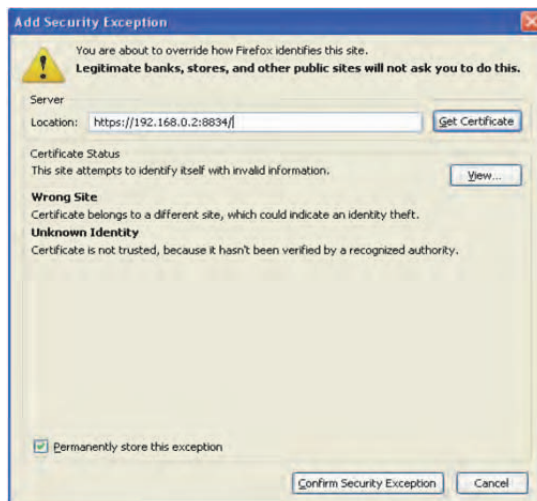 Add Security Exception
You are about to override how Firefox identifies this site.
Legitimate banks, stores, and other public sites will not ask you to do this.
Server
Location: https://192.168.0.2:8834/ Get Certificate
Certificate Status
This site attempts to identify itself with invalid information. View...
Wrong Site
Certificate belongs to a different site, which could indicate an identity theft.
Unknown Identity
Certificate is not trusted, because it hasn't been verified by a recognized authority.
Permanently store this exception
Confirm Security Exception Cancel